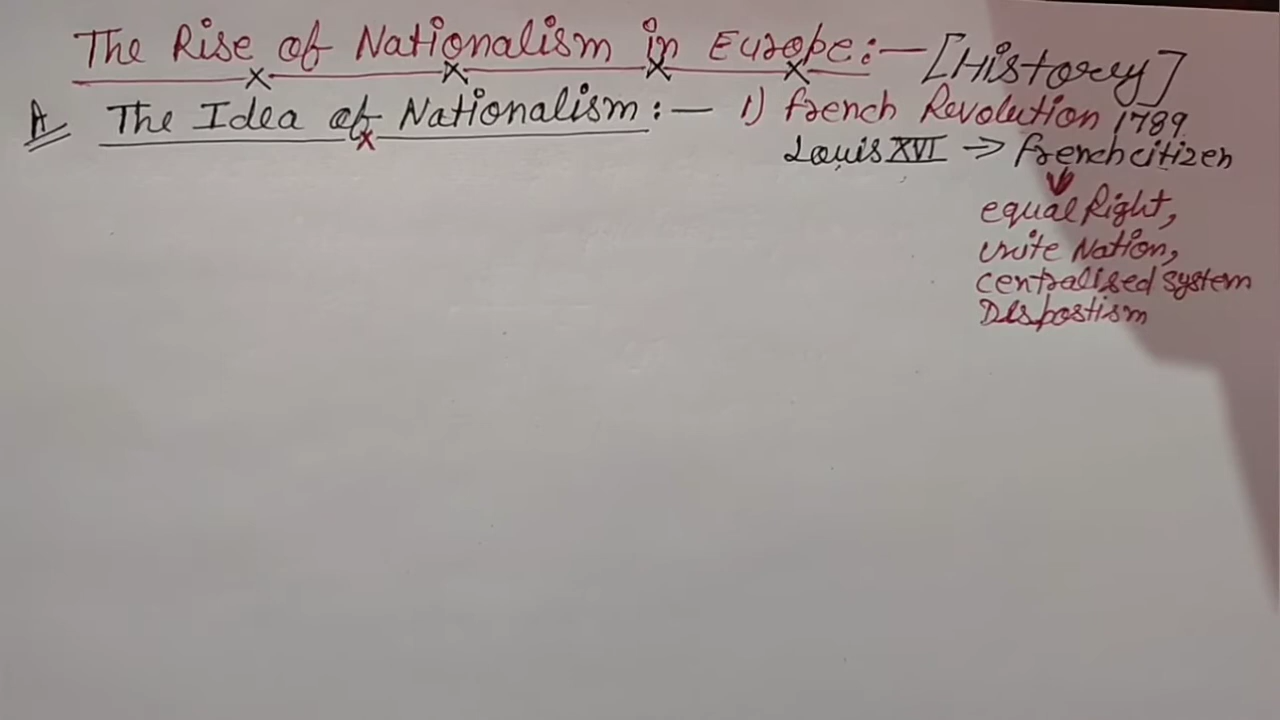 The Rise of Nationalism in Europe:— [History]
A The Idea of Nationalism:— 1) french Revolution 1789.
Louis XVI → french citizen
equal Right,
unite Nation,
centralised system
Dispostism